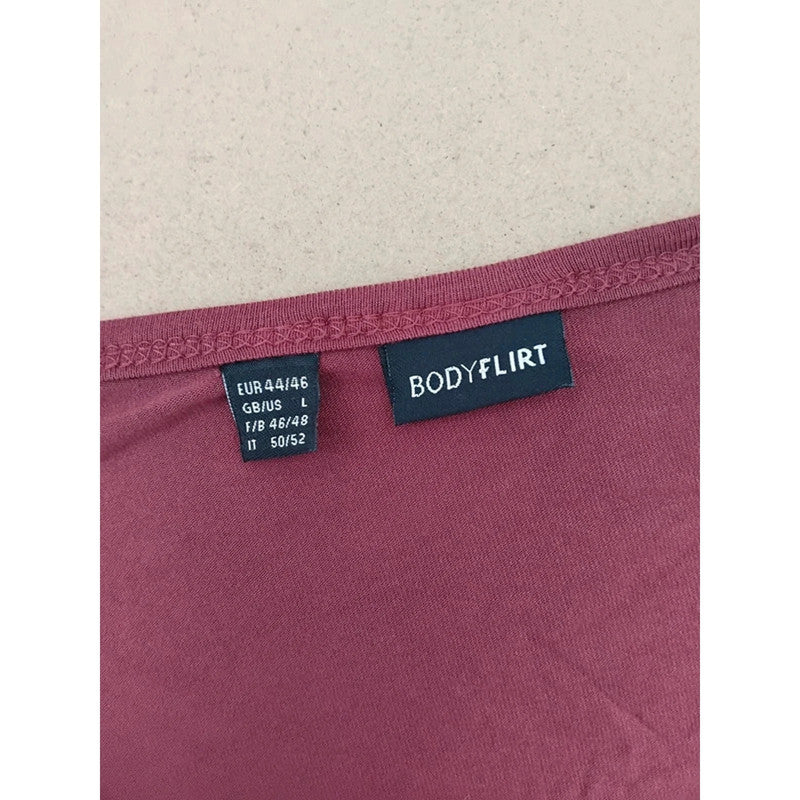 EUR 44/46
GB/US L
F/B 46/48
IT 50/52
BODYFLIRT